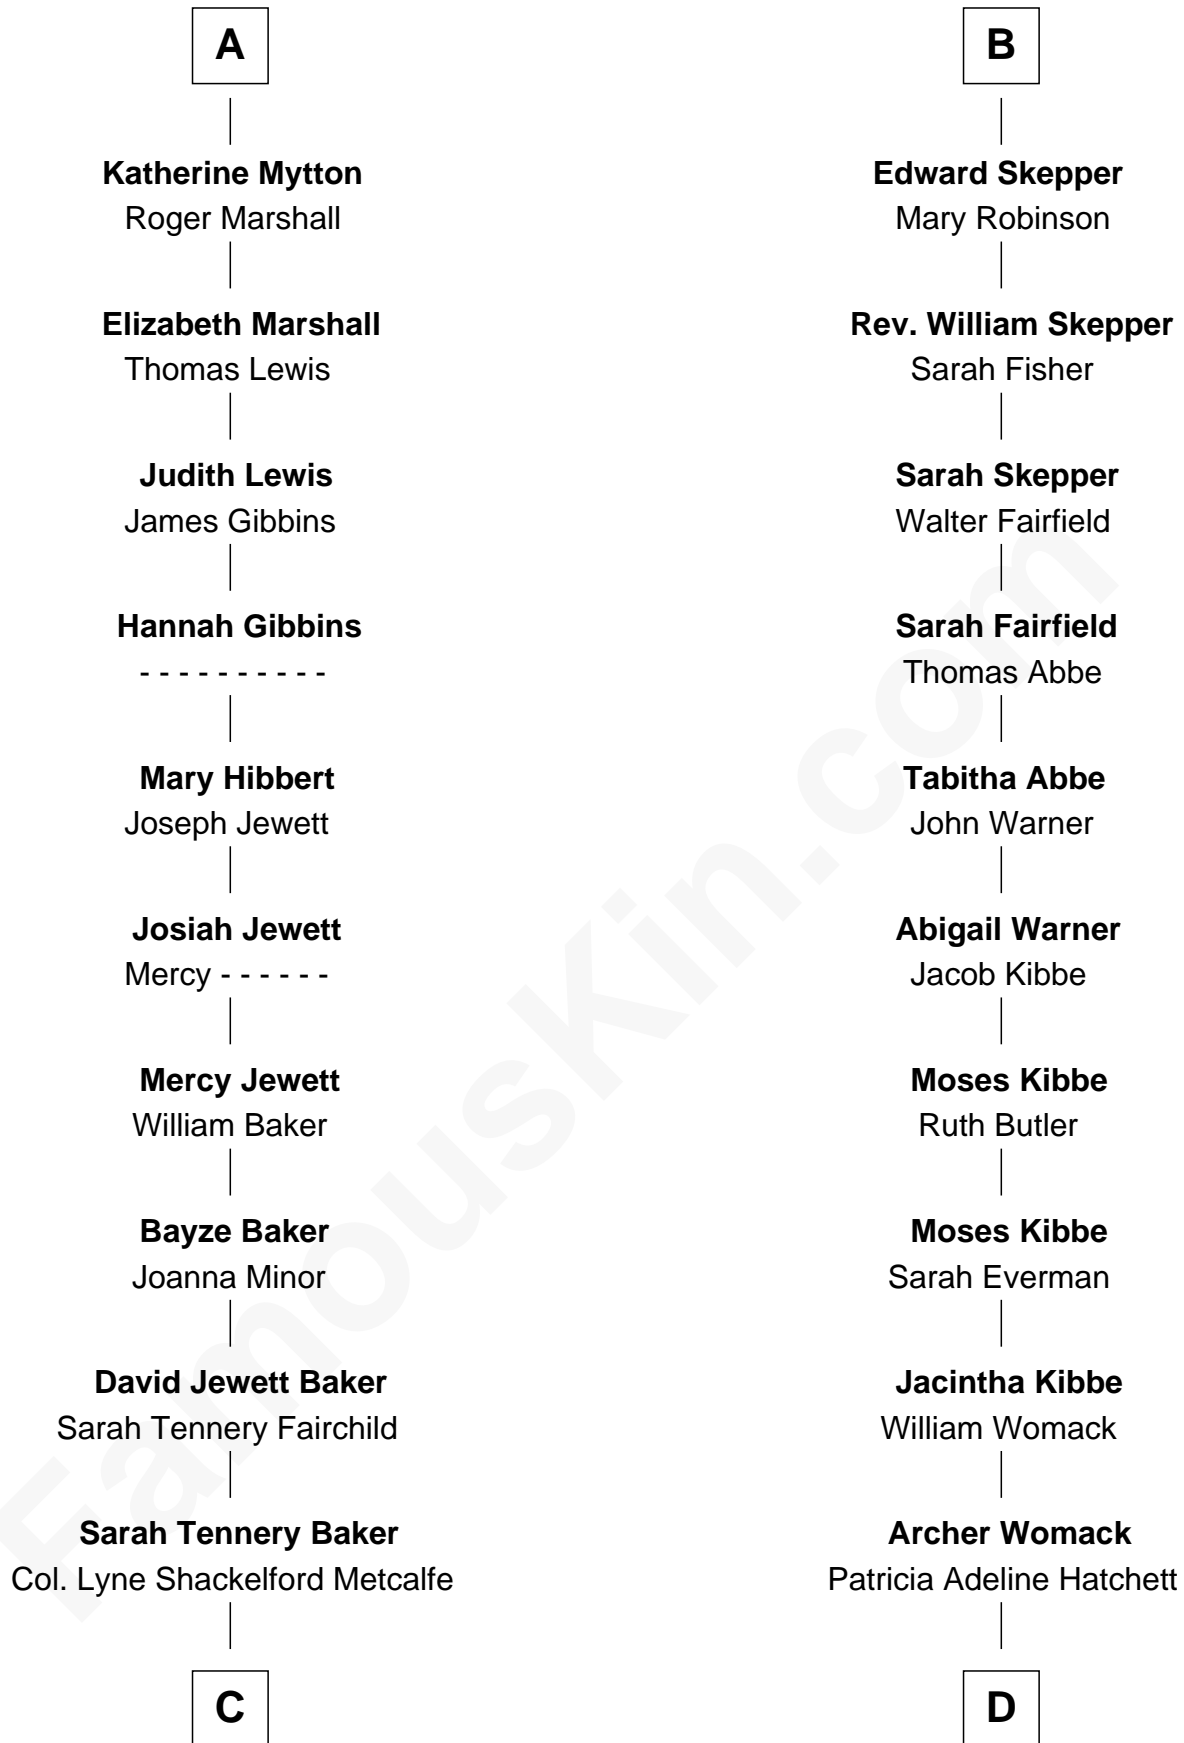 A
Katherine Mytton
Roger Marshall
Elizabeth Marshall
Thomas Lewis
Judith Lewis
James Gibbins
Hannah Gibbins
- - - - - - - - - -
Mary Hibbert
Joseph Jewett
Josiah Jewett
Mercy - - - - - -
Mercy Jewett
William Baker
Bayze Baker
Joanna Minor
David Jewett Baker
Sarah Tennery Fairchild
Sarah Tennery Baker
Col. Lyne Shackelford Metcalfe
C
B
Edward Skepper
Mary Robinson
Rev. William Skepper
Sarah Fisher
Sarah Skepper
Walter Fairfield
Sarah Fairfield
Thomas Abbe
Tabitha Abbe
John Warner
Abigail Warner
Jacob Kibbe
Moses Kibbe
Ruth Butler
Moses Kibbe
Sarah Everman
Jacintha Kibbe
William Womack
Archer Womack
Patricia Adeline Hatchett
D
FamousKin.com